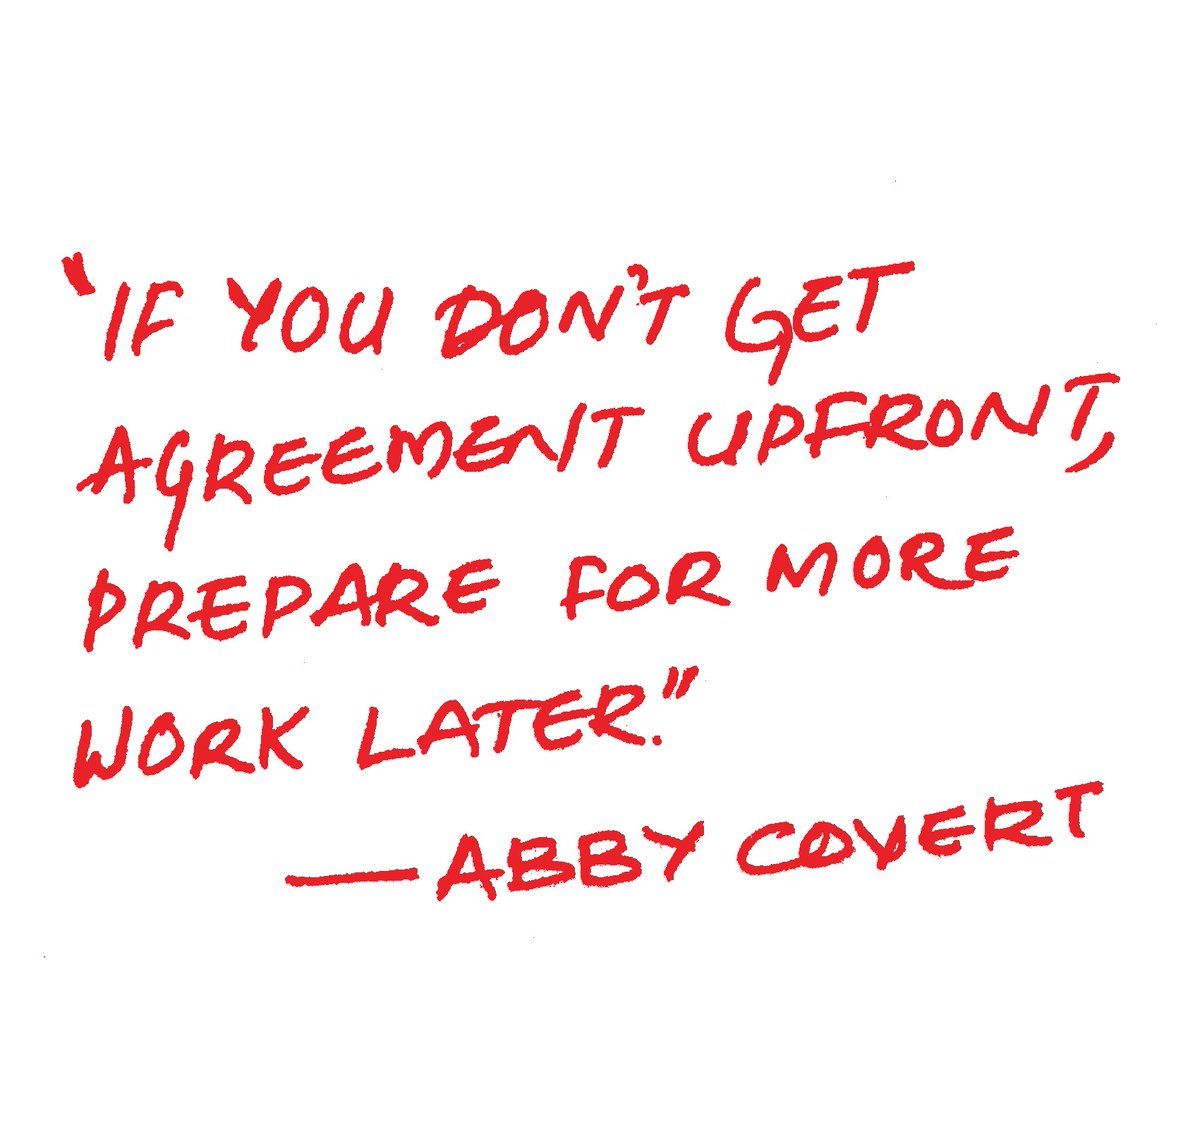 "IF YOU DON'T GET
AGREEMENT UPFRONT,
PREPARE FOR MORE
WORK LATER."
—ABBY COVERT